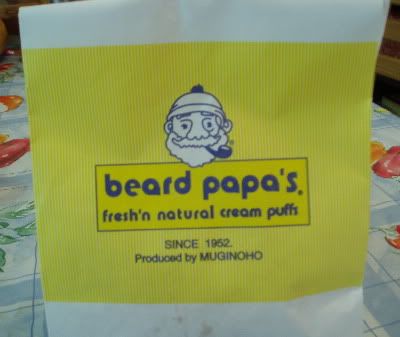 beard papa's.
fresh'n natural cream puffs
SINCE 1952.
Produced by MUGINOHO